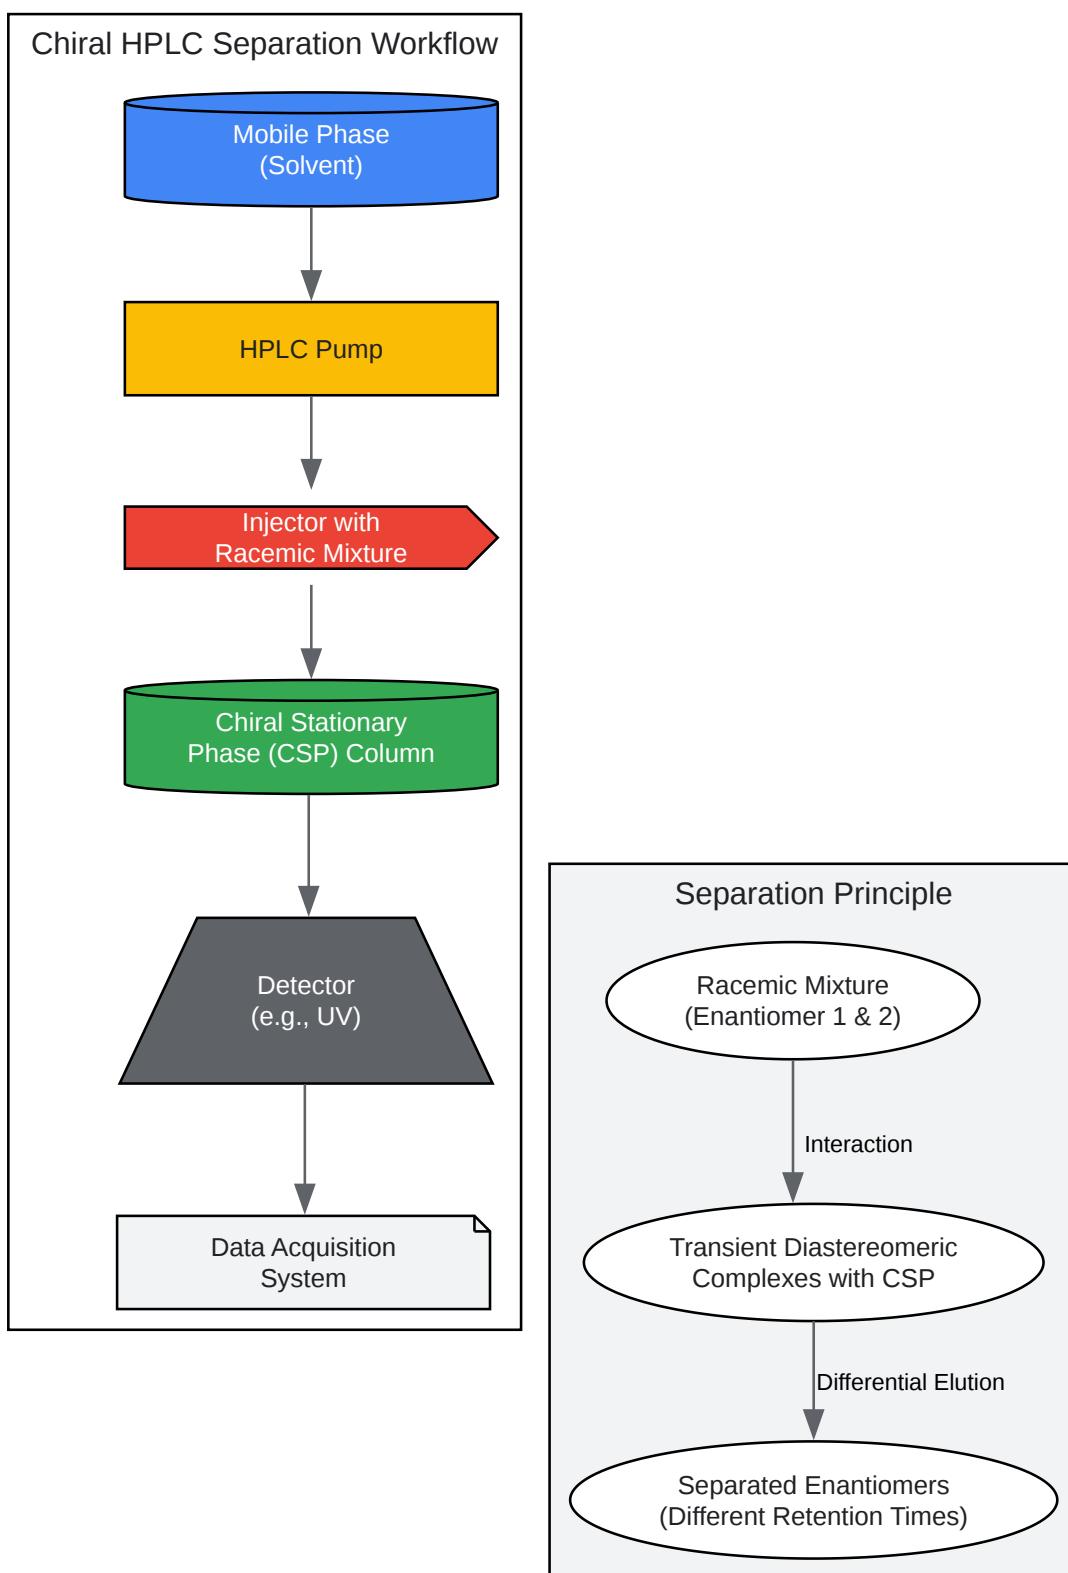 Chiral HPLC Separation Workflow
Mobile Phase
(Solvent)
HPLC Pump
Injector with
Racemic Mixture
Chiral Stationary
Phase (CSP) Column
Detector
(e.g., UV)
Data Acquisition
System
Separation Principle
Racemic Mixture
(Enantiomer 1 & 2)
Interaction
Transient Diastereomeric
Complexes with CSP
Differential Elution
Separated Enantiomers
(Different Retention Times)